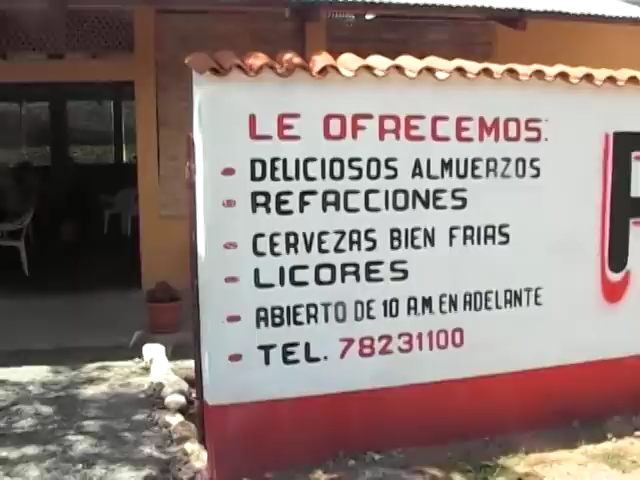 LE OFRECEMOS:
- DELICIOSOS ALMUERZOS
- REFACCIONES
- CERVEZAS BIEN FRIAS
- LICORES
- ABIERTO DE 10 A.M. EN ADELANTE
- TEL. 78231100